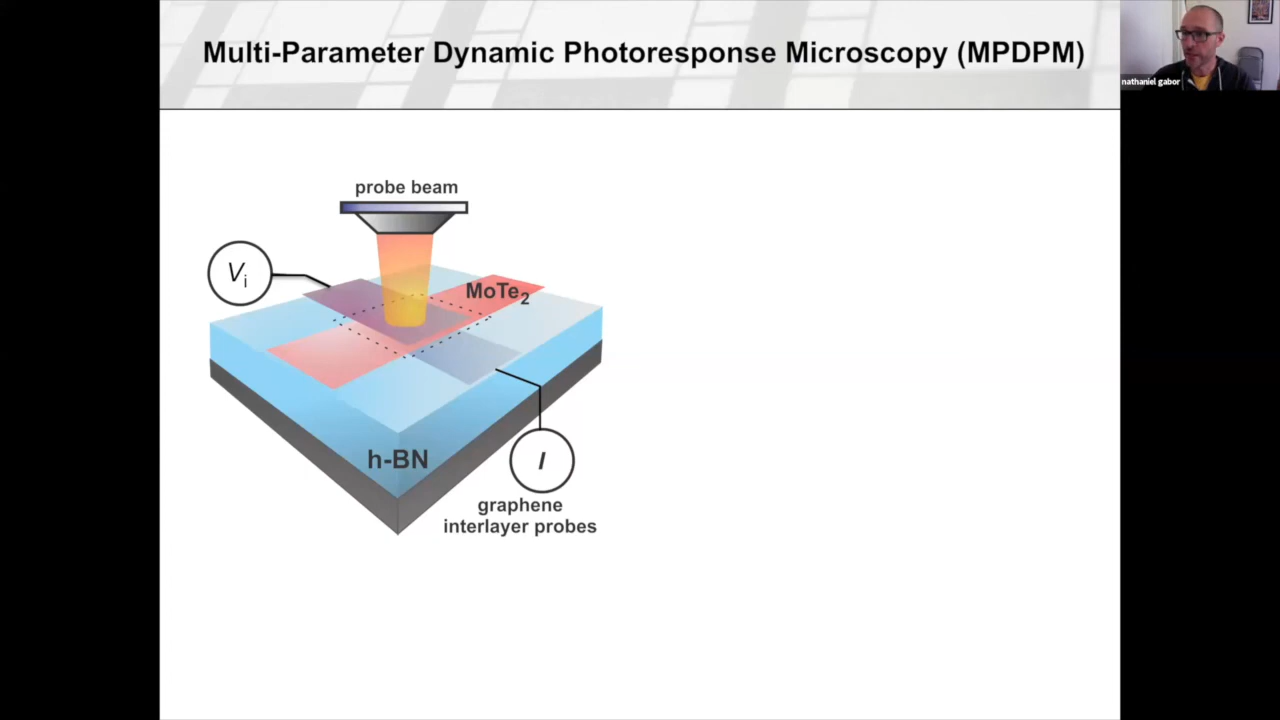 Multi-Parameter Dynamic Photoresponse Microscopy (MPDPM)
nathaniel gabor
probe beam
Vi
MoTe2
h-BN
I
graphene
interlayer probes